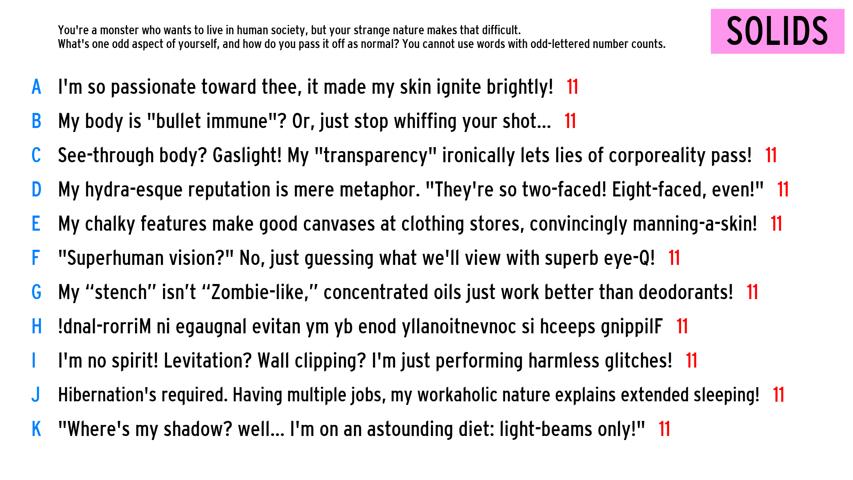 You're a monster who wants to live in human society, but your strange nature makes that difficult.
What's one odd aspect of yourself, and how do you pass it off as normal? You cannot use words with odd-lettered number counts.
SOLIDS
A I'm so passionate toward thee, it made my skin ignite brightly! 11
B My body is "bullet immune"? Or, just stop whiffing your shot... 11
C See-through body? Gaslight! My "transparency" ironically lets lies of corporeality pass! 11
D My hydra-esque reputation is mere metaphor. "They're so two-faced! Eight-faced, even!" 11
E My chalky features make good canvases at clothing stores, convincingly manning-a-skin! 11
F "Superhuman vision?" No, just guessing what we'll view with superb eye-Q! 11
G My “stench” isn’t “Zombie-like,” concentrated oils just work better than deodorants! 11
H !dnal-rorriM ni egaugnal evitan ym yb enod yllanoitnevnoc si hceeps gnippilF 11
I I'm no spirit! Levitation? Wall clipping? I'm just performing harmless glitches! 11
J Hibernation's required. Having multiple jobs, my workaholic nature explains extended sleeping! 11
K "Where's my shadow? well... I'm on an astounding diet: light-beams only!" 11